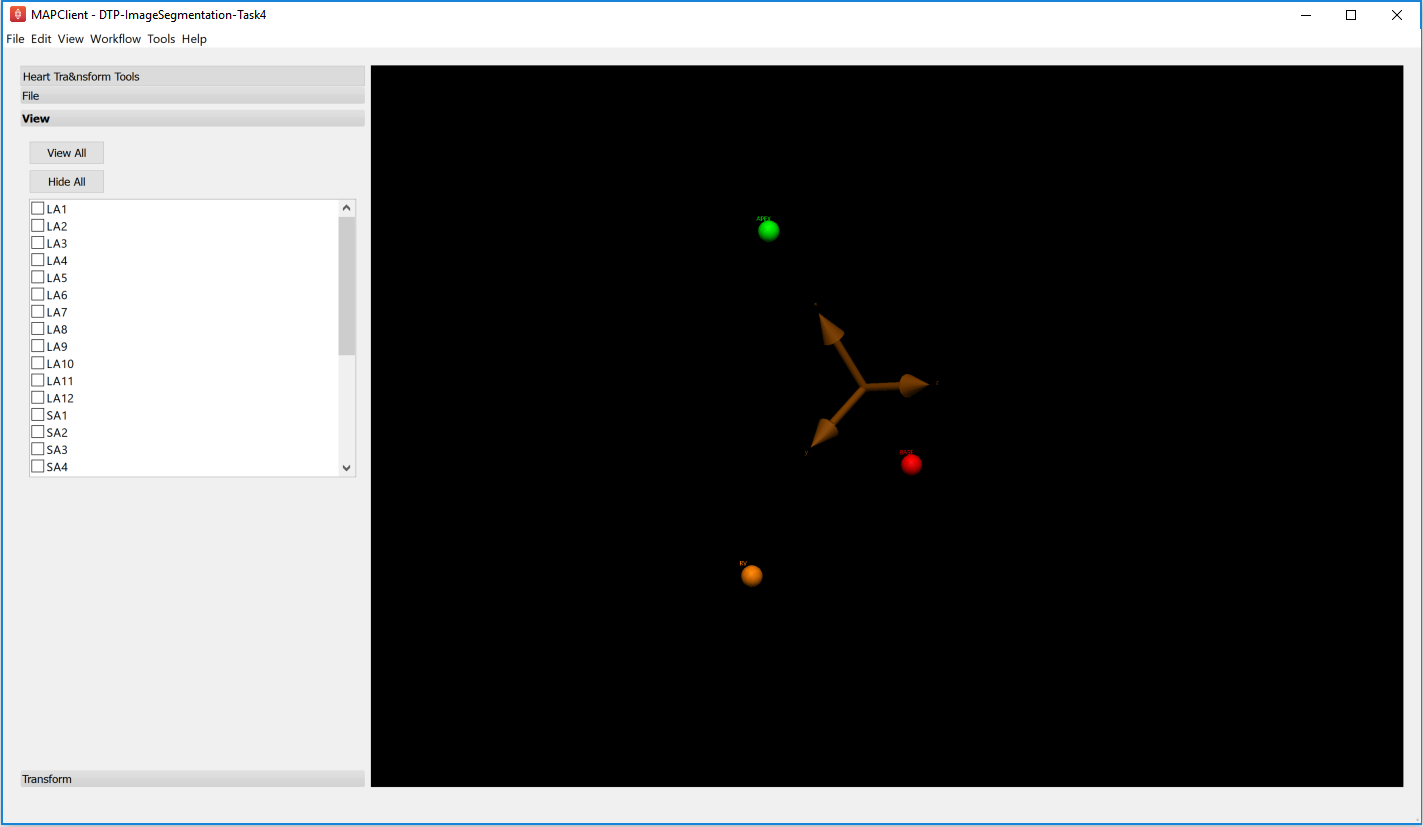 MAPClient - DTP-ImageSegmentation-Task4
File Edit View Workflow Tools Help
Heart Tra&nsform Tools
File
View
View All
Hide All
LA1
LA2
LA3
LA4
LA5
LA6
LA7
LA8
LA9
LA10
LA11
LA12
SA1
SA2
SA3
SA4
Transform
APEX
x
z
y
BASE
RV